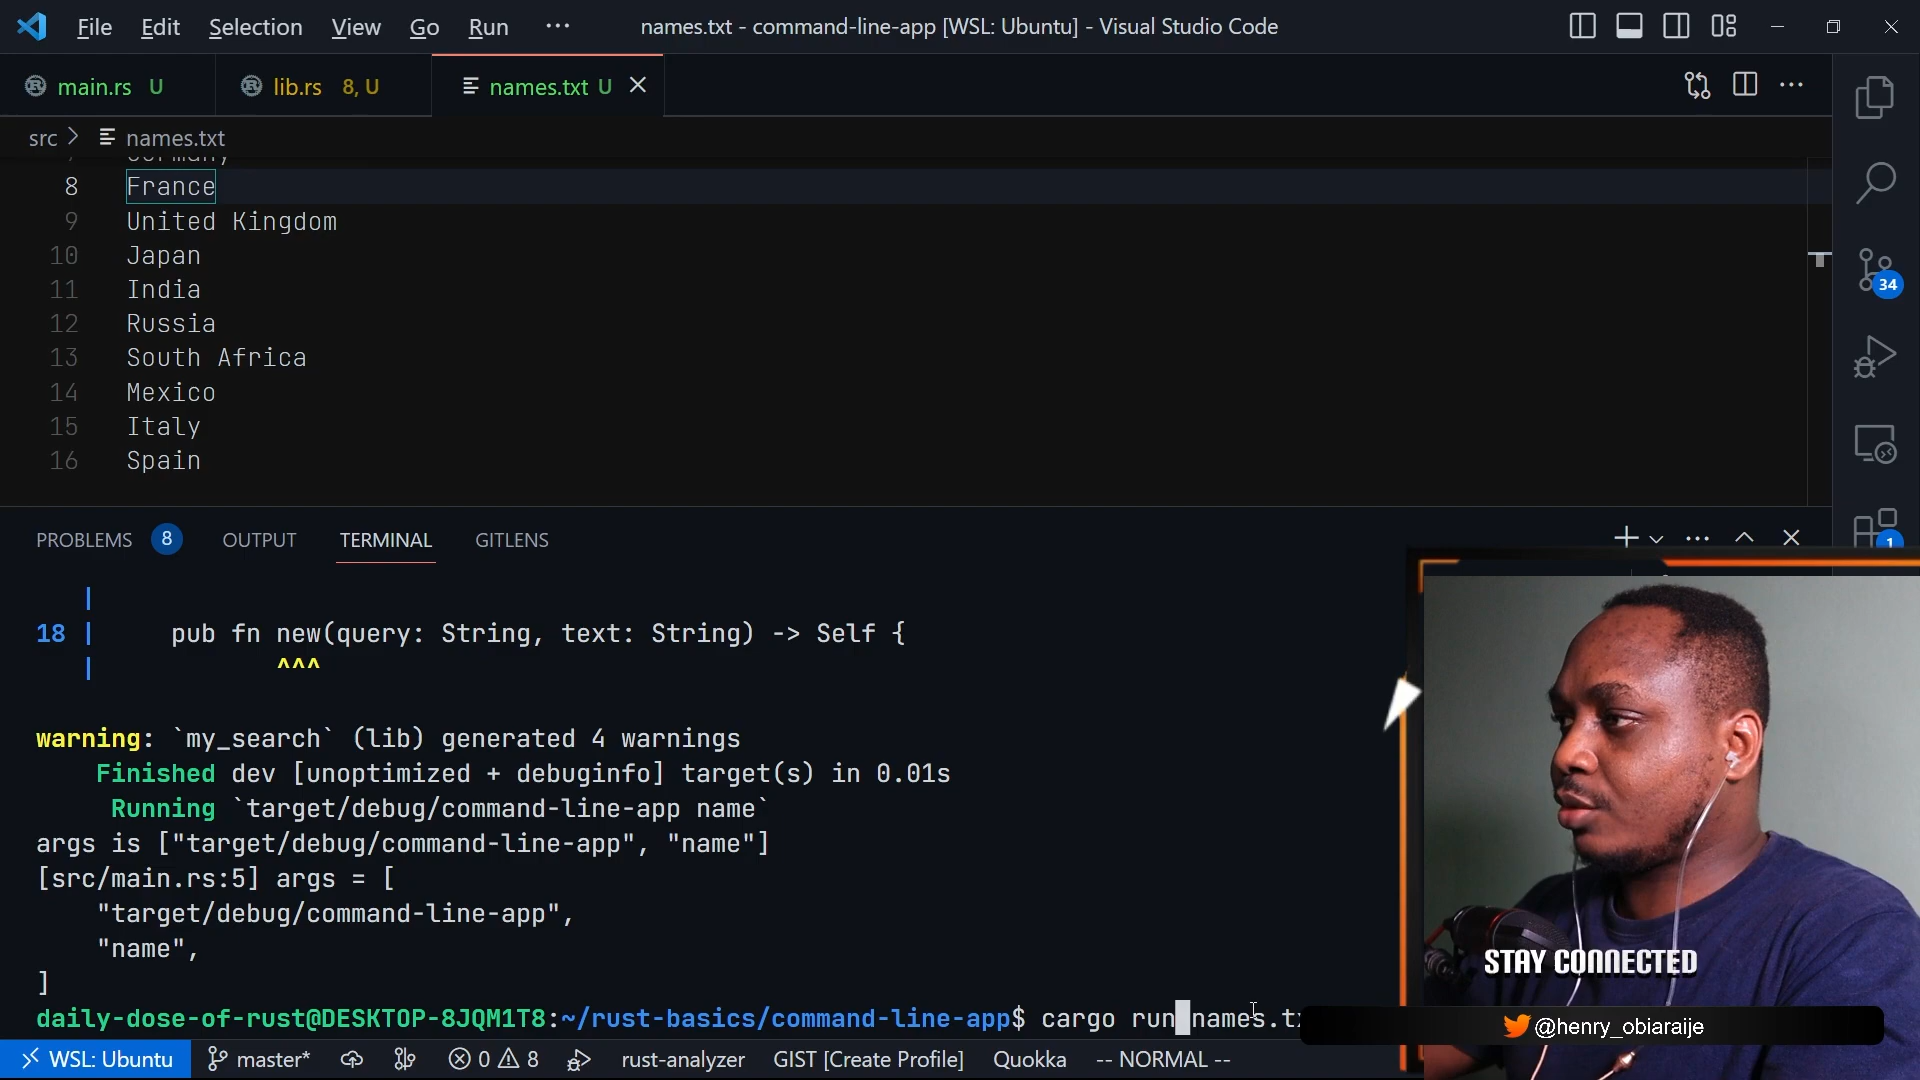 File Edit Selection View Go Run ··· names.txt - command-line-app [WSL: Ubuntu] - Visual Studio Code
main.rs U lib.rs 8, U names.txt U
src > names.txt
8 France
9 United Kingdom
10 Japan
11 India
12 Russia
13 South Africa
14 Mexico
15 Italy
16 Spain
34
1
PROBLEMS 8 OUTPUT TERMINAL GITLENS
|
18 | pub fn new(query: String, text: String) -> Self {
| ^^^
warning: `my_search` (lib) generated 4 warnings
Finished dev [unoptimized + debuginfo] target(s) in 0.01s
Running `target/debug/command-line-app name`
args is ["target/debug/command-line-app", "name"]
[src/main.rs:5] args = [
"target/debug/command-line-app",
"name",
]
daily-dose-of-rust@DESKTOP-8JQM1T8:~/rust-basics/command-line-app$ cargo run names.tx
STAY CONNECTED
@henry_obiaraije
WSL: Ubuntu master* 0 8 rust-analyzer GIST [Create Profile] Quokka -- NORMAL --